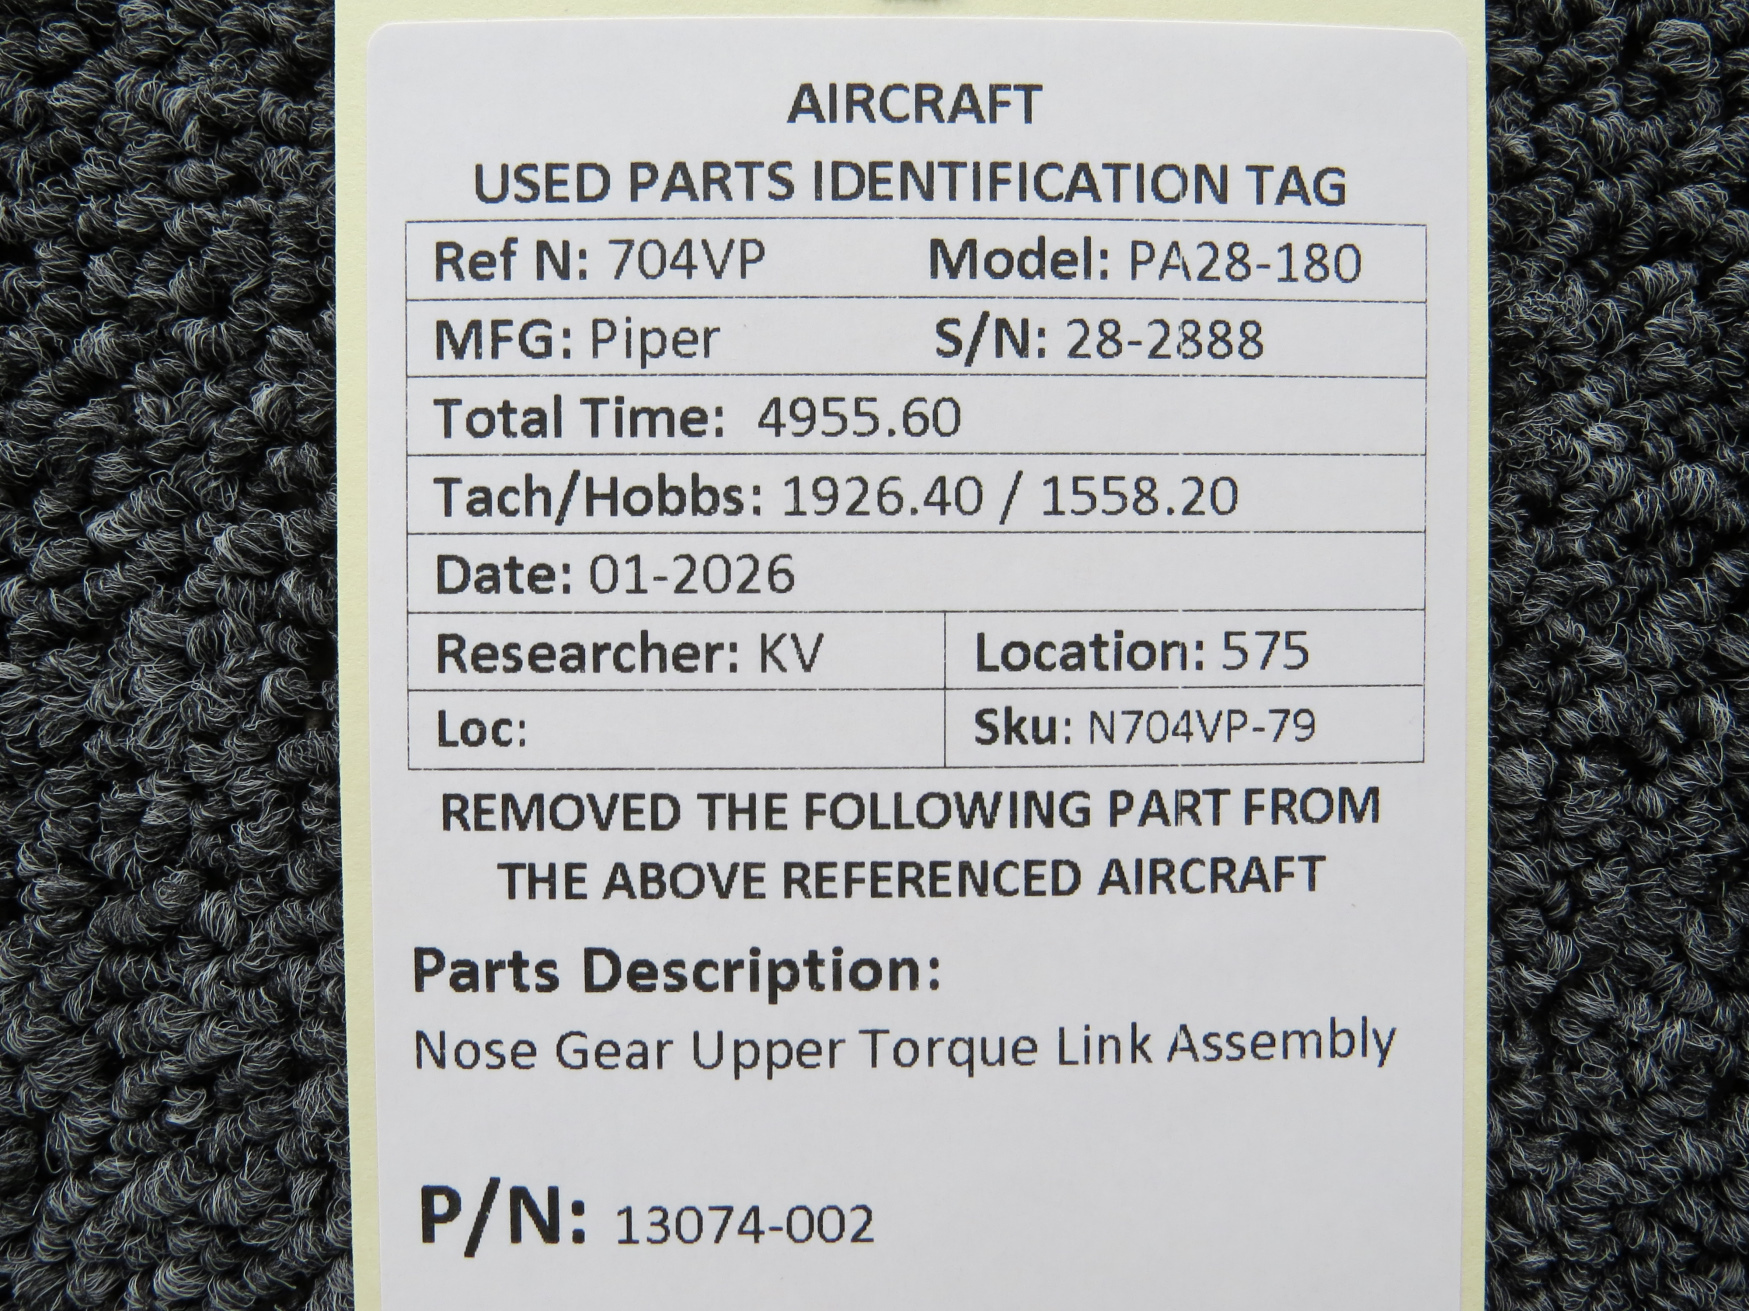 AIRCRAFT
USED PARTS IDENTIFICATION TAG
Ref N: 704VP Model: PA28-180
MFG: Piper S/N: 28-2888
Total Time: 4955.60
Tach/Hobbs: 1926.40 / 1558.20
Date: 01-2026
Researcher: KV Location: 575
Loc: Sku: N704VP-79
REMOVED THE FOLLOWING PART FROM
THE ABOVE REFERENCED AIRCRAFT
Parts Description:
Nose Gear Upper Torque Link Assembly
P/N: 13074-002